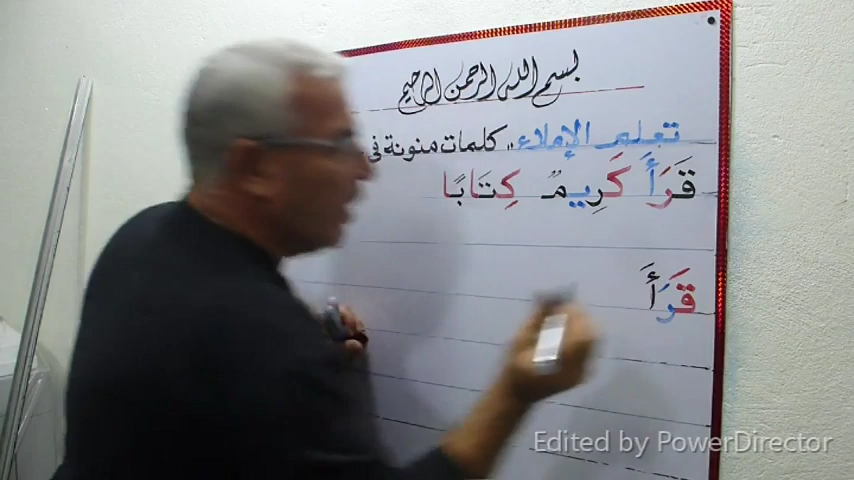 بسم الله الرحمن الرحيم
تعلم الإملاء.. كلمات منونة في
قَرَأَ كَرِيمٌ كِتَابًا
قَرَأَ
Edited by PowerDirector